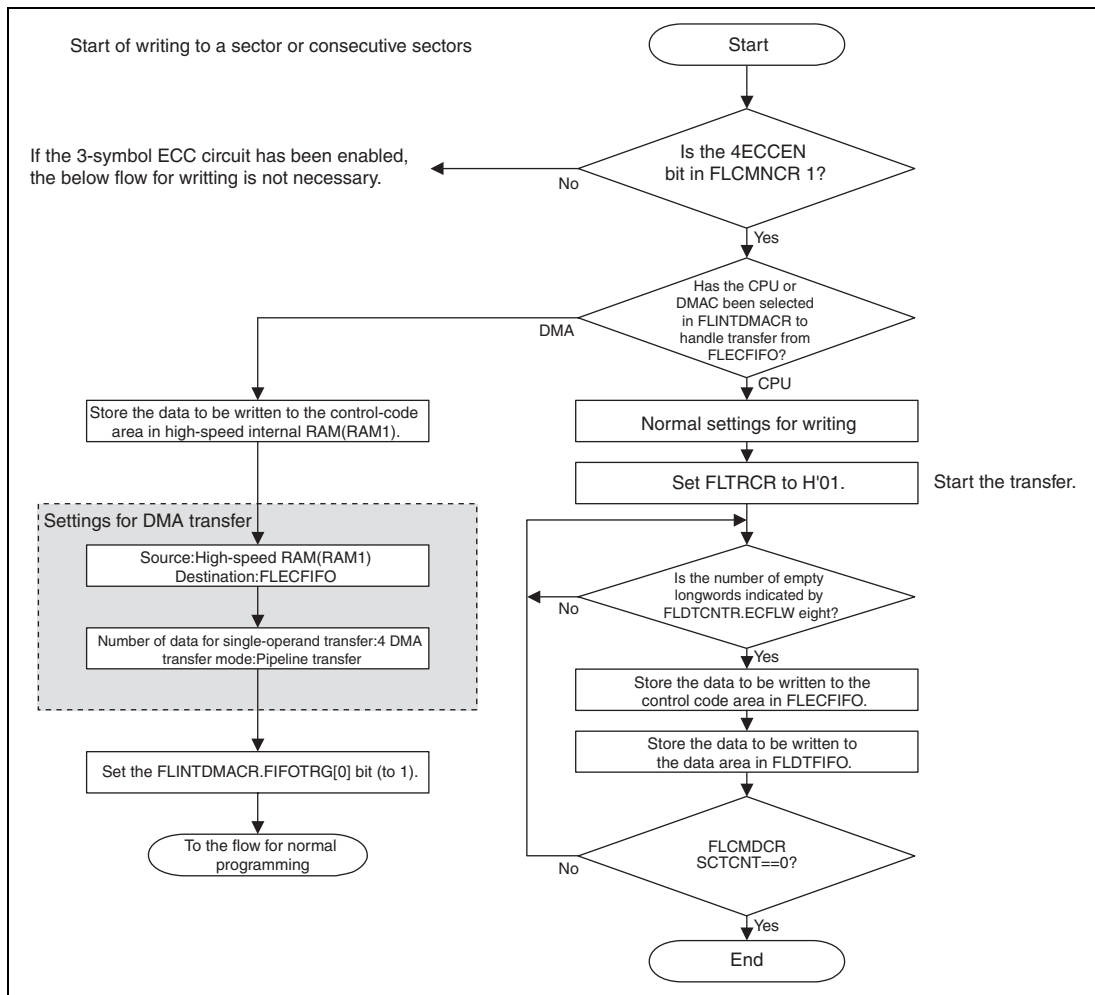 Start of writing to a sector or consecutive sectors
Start
If the 3-symbol ECC circuit has been enabled,
the below flow for writting is not necessary.
Is the 4ECCEN
bit in FLCMNCR 1?
No
Yes
Has the CPU or
DMAC been selected
in FLINTDMACR to
handle transfer from
FLECFIFO?
DMA
CPU
Store the data to be written to the control-code
area in high-speed internal RAM(RAM1).
Settings for DMA transfer
Source:High-speed RAM(RAM1)
Destination:FLECFIFO
Number of data for single-operand transfer:4 DMA
transfer mode:Pipeline transfer
Set the FLINTDMACR.FIFOTRG[0] bit (to 1).
To the flow for normal
programming
Normal settings for writing
Set FLTRCR to H'01.
Start the transfer.
Is the number of empty
longwords indicated by
FLDTCNTR.ECFLW eight?
No
Yes
Store the data to be written to the
control code area in FLECFIFO.
Store the data to be written to
the data area in FLDTFIFO.
FLCMDCR
SCTCNT==0?
No
Yes
End